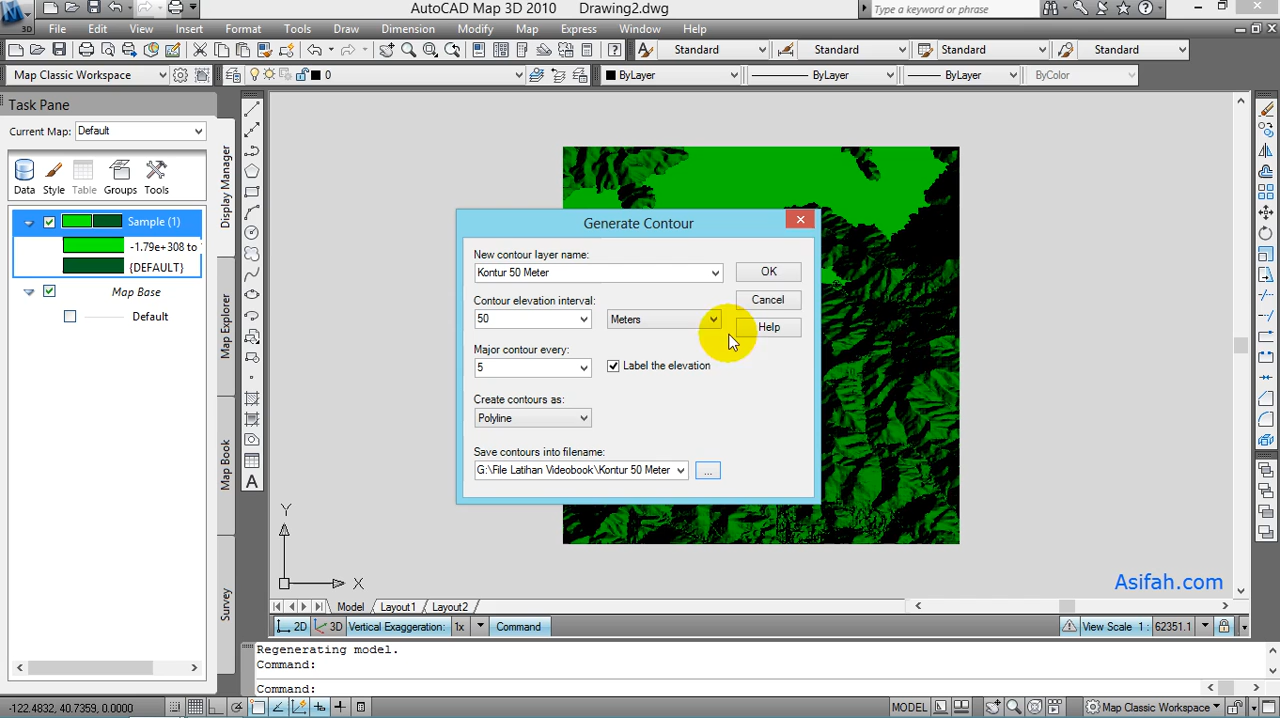 AutoCAD Map 3D 2010 Drawing2.dwg
Type a keyword or phrase
3D
File Edit View Insert Format Tools Draw Dimension Modify Map Express Window Help
Standard Standard Standard Standard
Map Classic Workspace
0
ByLayer ByLayer ByLayer ByColor
Task Pane
Current Map: Default
Data Style Table Groups Tools
Sample (1)
-1.79e+308 to
{DEFAULT}
Map Base
Default
Display Manager
Map Explorer
Map Book
Survey
Generate Contour
New contour layer name:
Kontur 50 Meter
OK
Contour elevation interval:
Cancel
50
Meters
Help
Major contour every:
5
Label the elevation
Create contours as:
Polyline
Save contours into filename:
G:\File Latihan Videobook\Kontur 50 Meter
...
Y
X
Asifah.com
Model Layout1 Layout2
2D 3D Vertical Exaggeration: 1x Command
View Scale 1 : 62351.1
Regenerating model.
Command:
Command:
-122.4832, 40.7359, 0.0000
MODEL
Map Classic Workspace